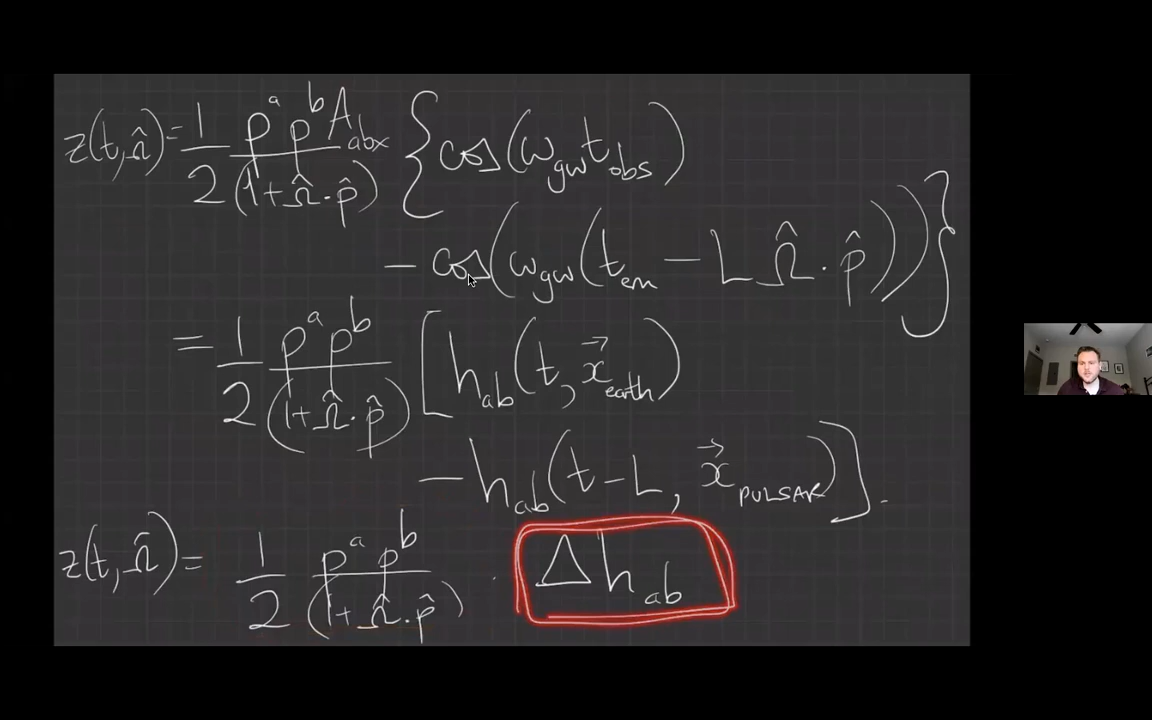 z(t,Ω̂) = 1/2 p^a p^b A_abx/(1+Ω̂·p̂) {cos(ω_gw t_obs)
− cos(ω_gw(t_em − L Ω̂·p̂))}
= 1/2 p^a p^b/(1+Ω̂·p̂) [h_ab(t, x⃗_earth)
− h_ab(t−L, x⃗_PULSAR)].
z(t,Ω̂) = 1/2 p^a p^b/(1+Ω̂·p̂) · Δh_ab